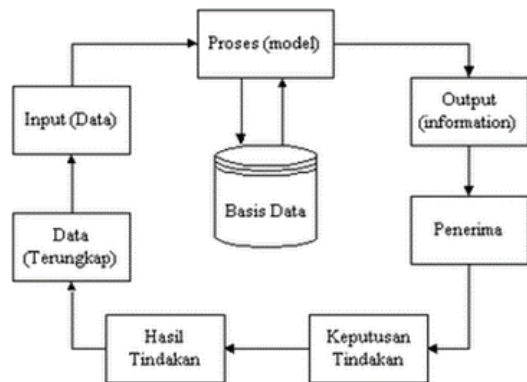 Proses (model)
Input (Data)
Output
(information)
Basis Data
Data
(Terungkap)
Penerima
Hasil
Tindakan
Keputusan
Tindakan